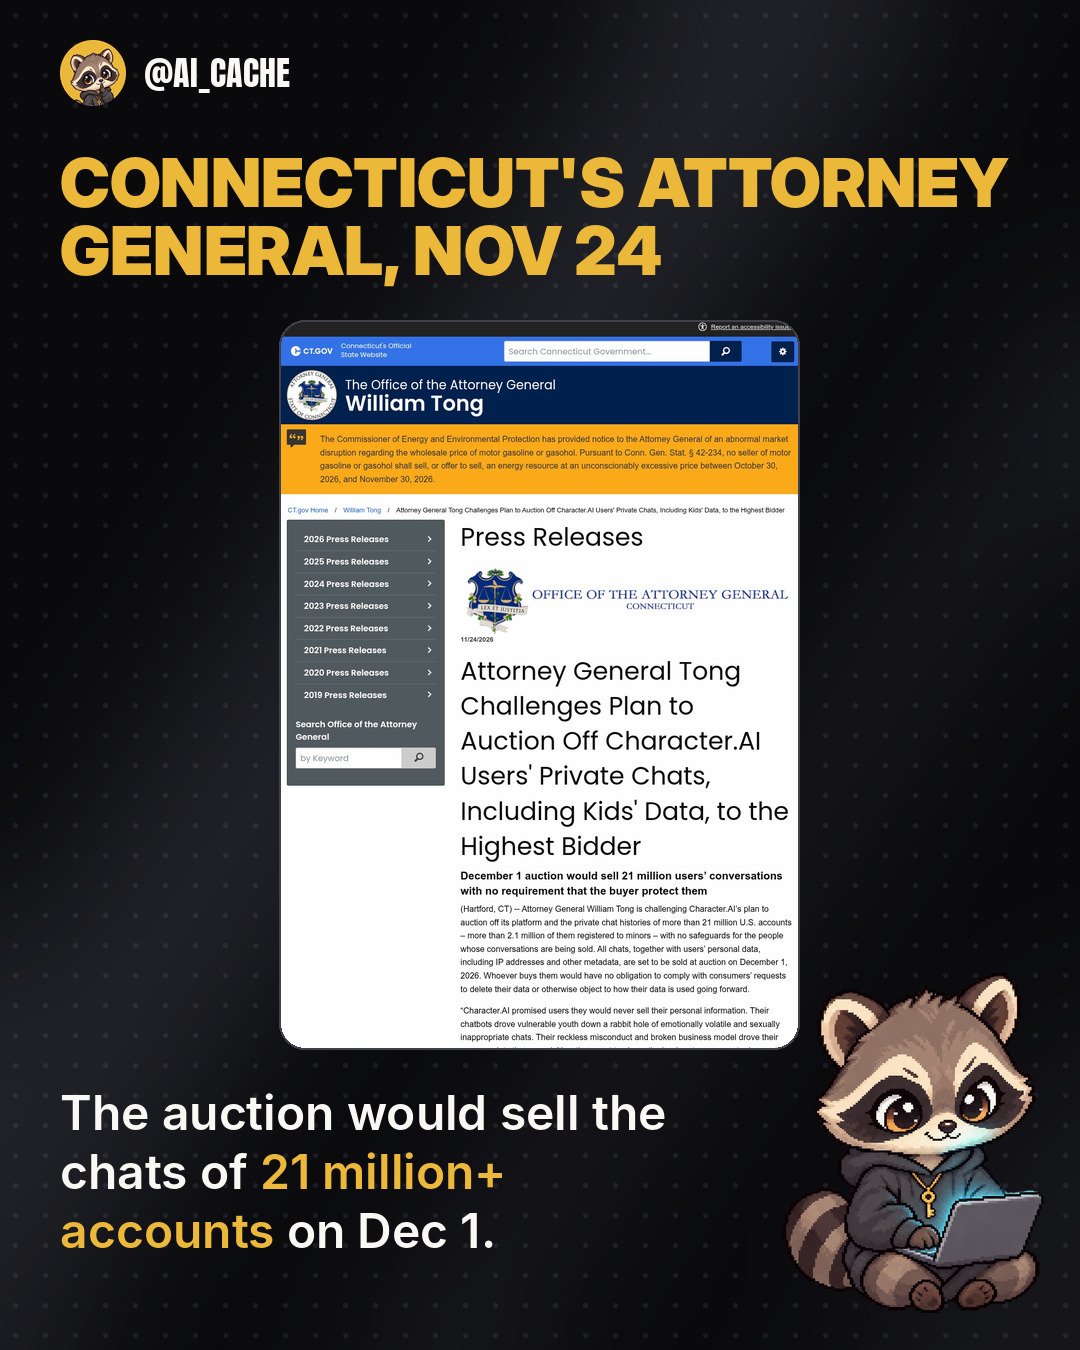 @AI_CACHE
CONNECTICUT'S ATTORNEY
GENERAL, NOV 24
Report an accessibility issue
CT.GOV
Connecticut's Official
State Website
Search Connecticut Government...
The Office of the Attorney General
William Tong
The Commissioner of Energy and Environmental Protection has provided notice to the Attorney General of an abnormal market
disruption regarding the wholesale price of motor gasoline or gasohol. Pursuant to Conn. Gen. Stat. § 42-234, no seller of motor
gasoline or gasohol shall sell, or offer to sell, an energy resource at an unconscionably excessive price between October 30,
2026, and November 30, 2026.
CT.gov Home / William Tong / Attorney General Tong Challenges Plan to Auction Off Character.AI Users' Private Chats, Including Kids' Data, to the Highest Bidder
2026 Press Releases
2025 Press Releases
2024 Press Releases
2023 Press Releases
2022 Press Releases
2021 Press Releases
2020 Press Releases
2019 Press Releases
Search Office of the Attorney
General
by Keyword
Press Releases
LEX ET JUSTITIA
OFFICE OF THE ATTORNEY GENERAL
CONNECTICUT
11/24/2026
Attorney General Tong
Challenges Plan to
Auction Off Character.AI
Users' Private Chats,
Including Kids' Data, to the
Highest Bidder
December 1 auction would sell 21 million users' conversations
with no requirement that the buyer protect them
(Hartford, CT) – Attorney General William Tong is challenging Character.AI's plan to
auction off its platform and the private chat histories of more than 21 million U.S. accounts
– more than 2.1 million of them registered to minors – with no safeguards for the people
whose conversations are being sold. All chats, together with users' personal data,
including IP addresses and other metadata, are set to be sold at auction on December 1,
2026. Whoever buys them would have no obligation to comply with consumers' requests
to delete their data or otherwise object to how their data is used going forward.
“Character.AI promised users they would never sell their personal information. Their
chatbots drove vulnerable youth down a rabbit hole of emotionally volatile and sexually
inappropriate chats. Their reckless misconduct and broken business model drove their
The auction would sell the
chats of 21 million+
accounts on Dec 1.